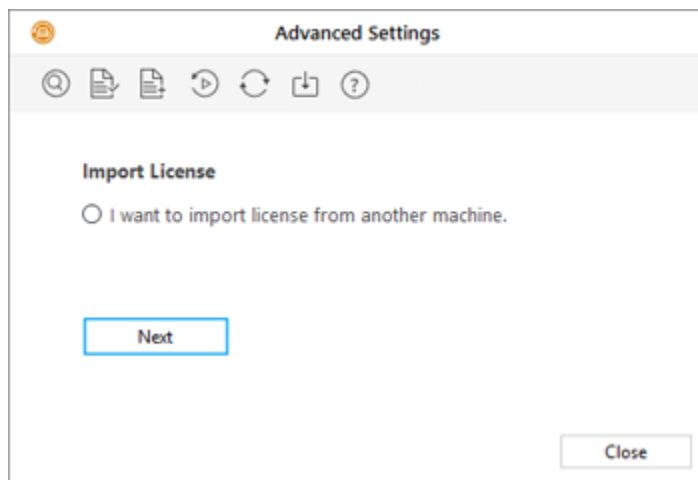 Advanced Settings
Import License
I want to import license from another machine.
Next
Close